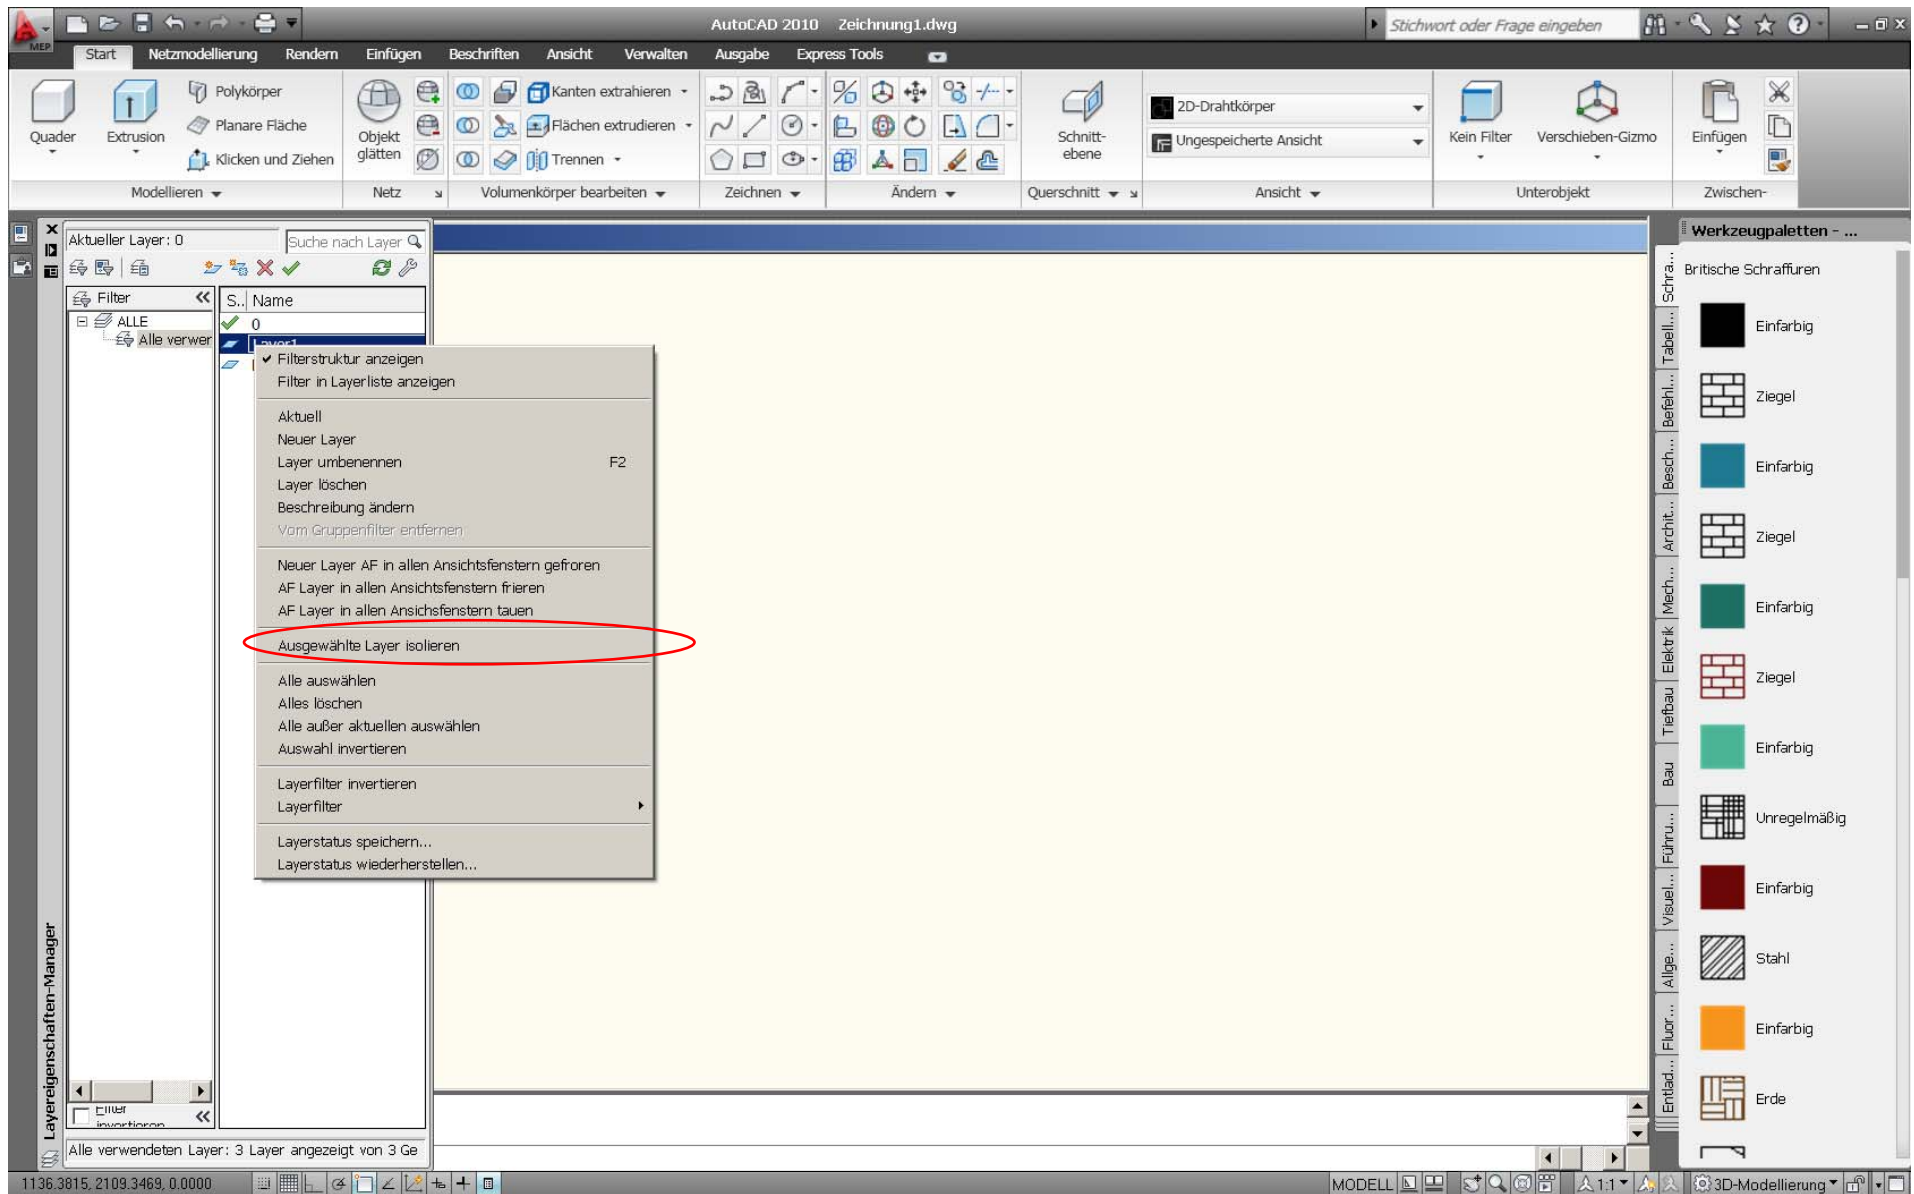 AutoCAD 2010 Zeichnung1.dwg
Stichwort oder Frage eingeben
MEP
Start Netzmodellierung Rendern Einfügen Beschriften Ansicht Verwalten Ausgabe Express Tools
Quader
Extrusion
Polykörper
Planare Fläche
Klicken und Ziehen
Objekt glätten
Kanten extrahieren
Flächen extrudieren
Trennen
Schnitt-
ebene
2D-Drahtkörper
Ungespeicherte Ansicht
Kein Filter
Verschieben-Gizmo
Einfügen
Modellieren
Netz
Volumenkörper bearbeiten
Zeichnen
Ändern
Querschnitt
Ansicht
Unterobjekt
Zwischen-
Aktueller Layer: 0
Suche nach Layer
Filter
S.. Name
ALLE
Alle verwer
0
Layer1
Filterstruktur anzeigen
Filter in Layerliste anzeigen
Aktuell
Neuer Layer
Layer umbenennen F2
Layer löschen
Beschreibung ändern
Vom Gruppenfilter entfernen
Neuer Layer AF in allen Ansichtsfenstern gefroren
AF Layer in allen Ansichtsfenstern frieren
AF Layer in allen Ansichsfenstern tauen
Ausgewählte Layer isolieren
Alle auswählen
Alles löschen
Alle außer aktuellen auswählen
Auswahl invertieren
Layerfilter invertieren
Layerfilter
Layerstatus speichern...
Layerstatus wiederherstellen...
Filter
invertieren
Alle verwendeten Layer: 3 Layer angezeigt von 3 Ge
Layereigenschaften-Manager
Werkzeugpaletten - ...
Britische Schraffuren
Einfarbig
Ziegel
Einfarbig
Ziegel
Einfarbig
Ziegel
Einfarbig
Unregelmäßig
Einfarbig
Stahl
Einfarbig
Erde
Schra...
Tabell...
Befehl...
Besch...
Archit...
Mech...
Elektrik
Tiefbau
Bau
Führu...
Visuel...
Allge...
Fluor...
Entlad...
1136.3815, 2109.3469, 0.0000
MODELL
1:1
3D-Modellierung